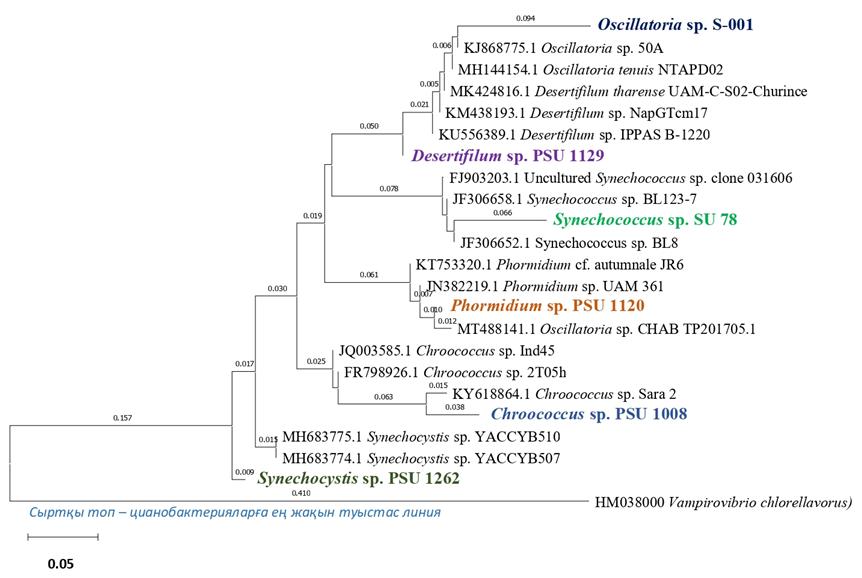 0.094
Oscillatoria sp. S-001
0.006
KJ868775.1 Oscillatoria sp. 50A
MH144154.1 Oscillatoria tenuis NTAPD02
0.005
MK424816.1 Desertifilum tharense UAM-C-S02-Churince
0.021
KM438193.1 Desertifilum sp. NapGTcm17
0.050
KU556389.1 Desertifilum sp. IPPAS B-1220
Desertifilum sp. PSU 1129
FJ903203.1 Uncultured Synechococcus sp. clone 031606
0.078
JF306658.1 Synechococcus sp. BL123-7
0.066
Synechococcus sp. SU 78
0.019
JF306652.1 Synechococcus sp. BL8
KT753320.1 Phormidium cf. autumnale JR6
0.061
JN382219.1 Phormidium sp. UAM 361
0.030
0.007
Phormidium sp. PSU 1120
0.010
0.012
MT488141.1 Oscillatoria sp. CHAB TP201705.1
JQ003585.1 Chroococcus sp. Ind45
0.025
0.017
FR798926.1 Chroococcus sp. 2T05h
0.015
KY618864.1 Chroococcus sp. Sara 2
0.063
0.038
Chroococcus sp. PSU 1008
0.157
MH683775.1 Synechocystis sp. YACCYB510
0.015
MH683774.1 Synechocystis sp. YACCYB507
0.009
Synechocystis sp. PSU 1262
0.410
HM038000 Vampirovibrio chlorellavorus)
Сыртқы топ – цианобактерияларға ең жақын туыстас линия
0.05